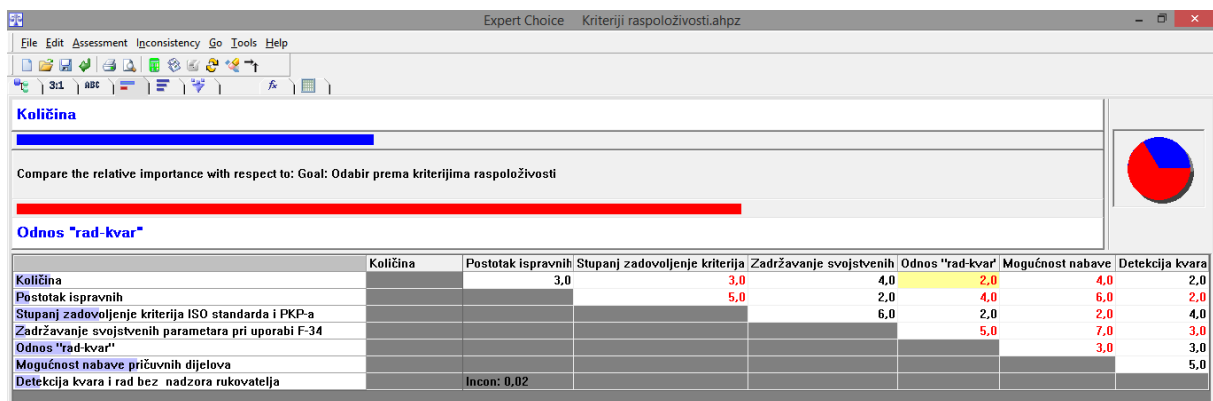 Expert Choice Kriteriji raspoloživosti.ahpz
File Edit Assessment Inconsistency Go Tools Help
3:1 ABC fx
Količina
Compare the relative importance with respect to: Goal: Odabir prema kriterijima raspoloživosti
Odnos "rad-kvar"
Količina Postotak ispravnih Stupanj zadovoljenje kriterija Zadržavanje svojstvenih Odnos "rad-kvar' Mogućnost nabave Detekcija kvara
Količina 3,0 3,0 4,0 2,0 4,0 2,0
Postotak ispravnih 5,0 2,0 4,0 6,0 2,0
Stupanj zadovoljenje kriterija ISO standarda i PKP-a 6,0 2,0 2,0 4,0
Zadržavanje svojstvenih parametara pri uporabi F-34 5,0 7,0 3,0
Odnos "rad-kvar" 3,0 3,0
Mogućnost nabave pričuvnih dijelova 5,0
Detekcija kvara i rad bez nadzora rukovatelja Incon: 0,02